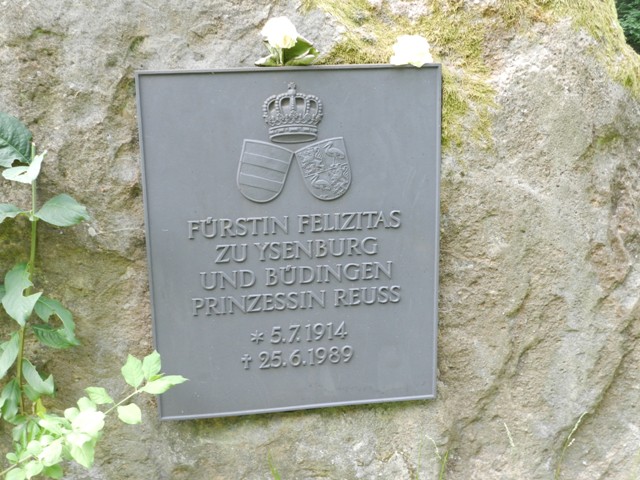 FÜRSTIN FELIZITAS
ZU YSENBURG
UND BÜDINGEN
PRINZESSIN REUSS
* 5.7.1914
† 25.6.1989